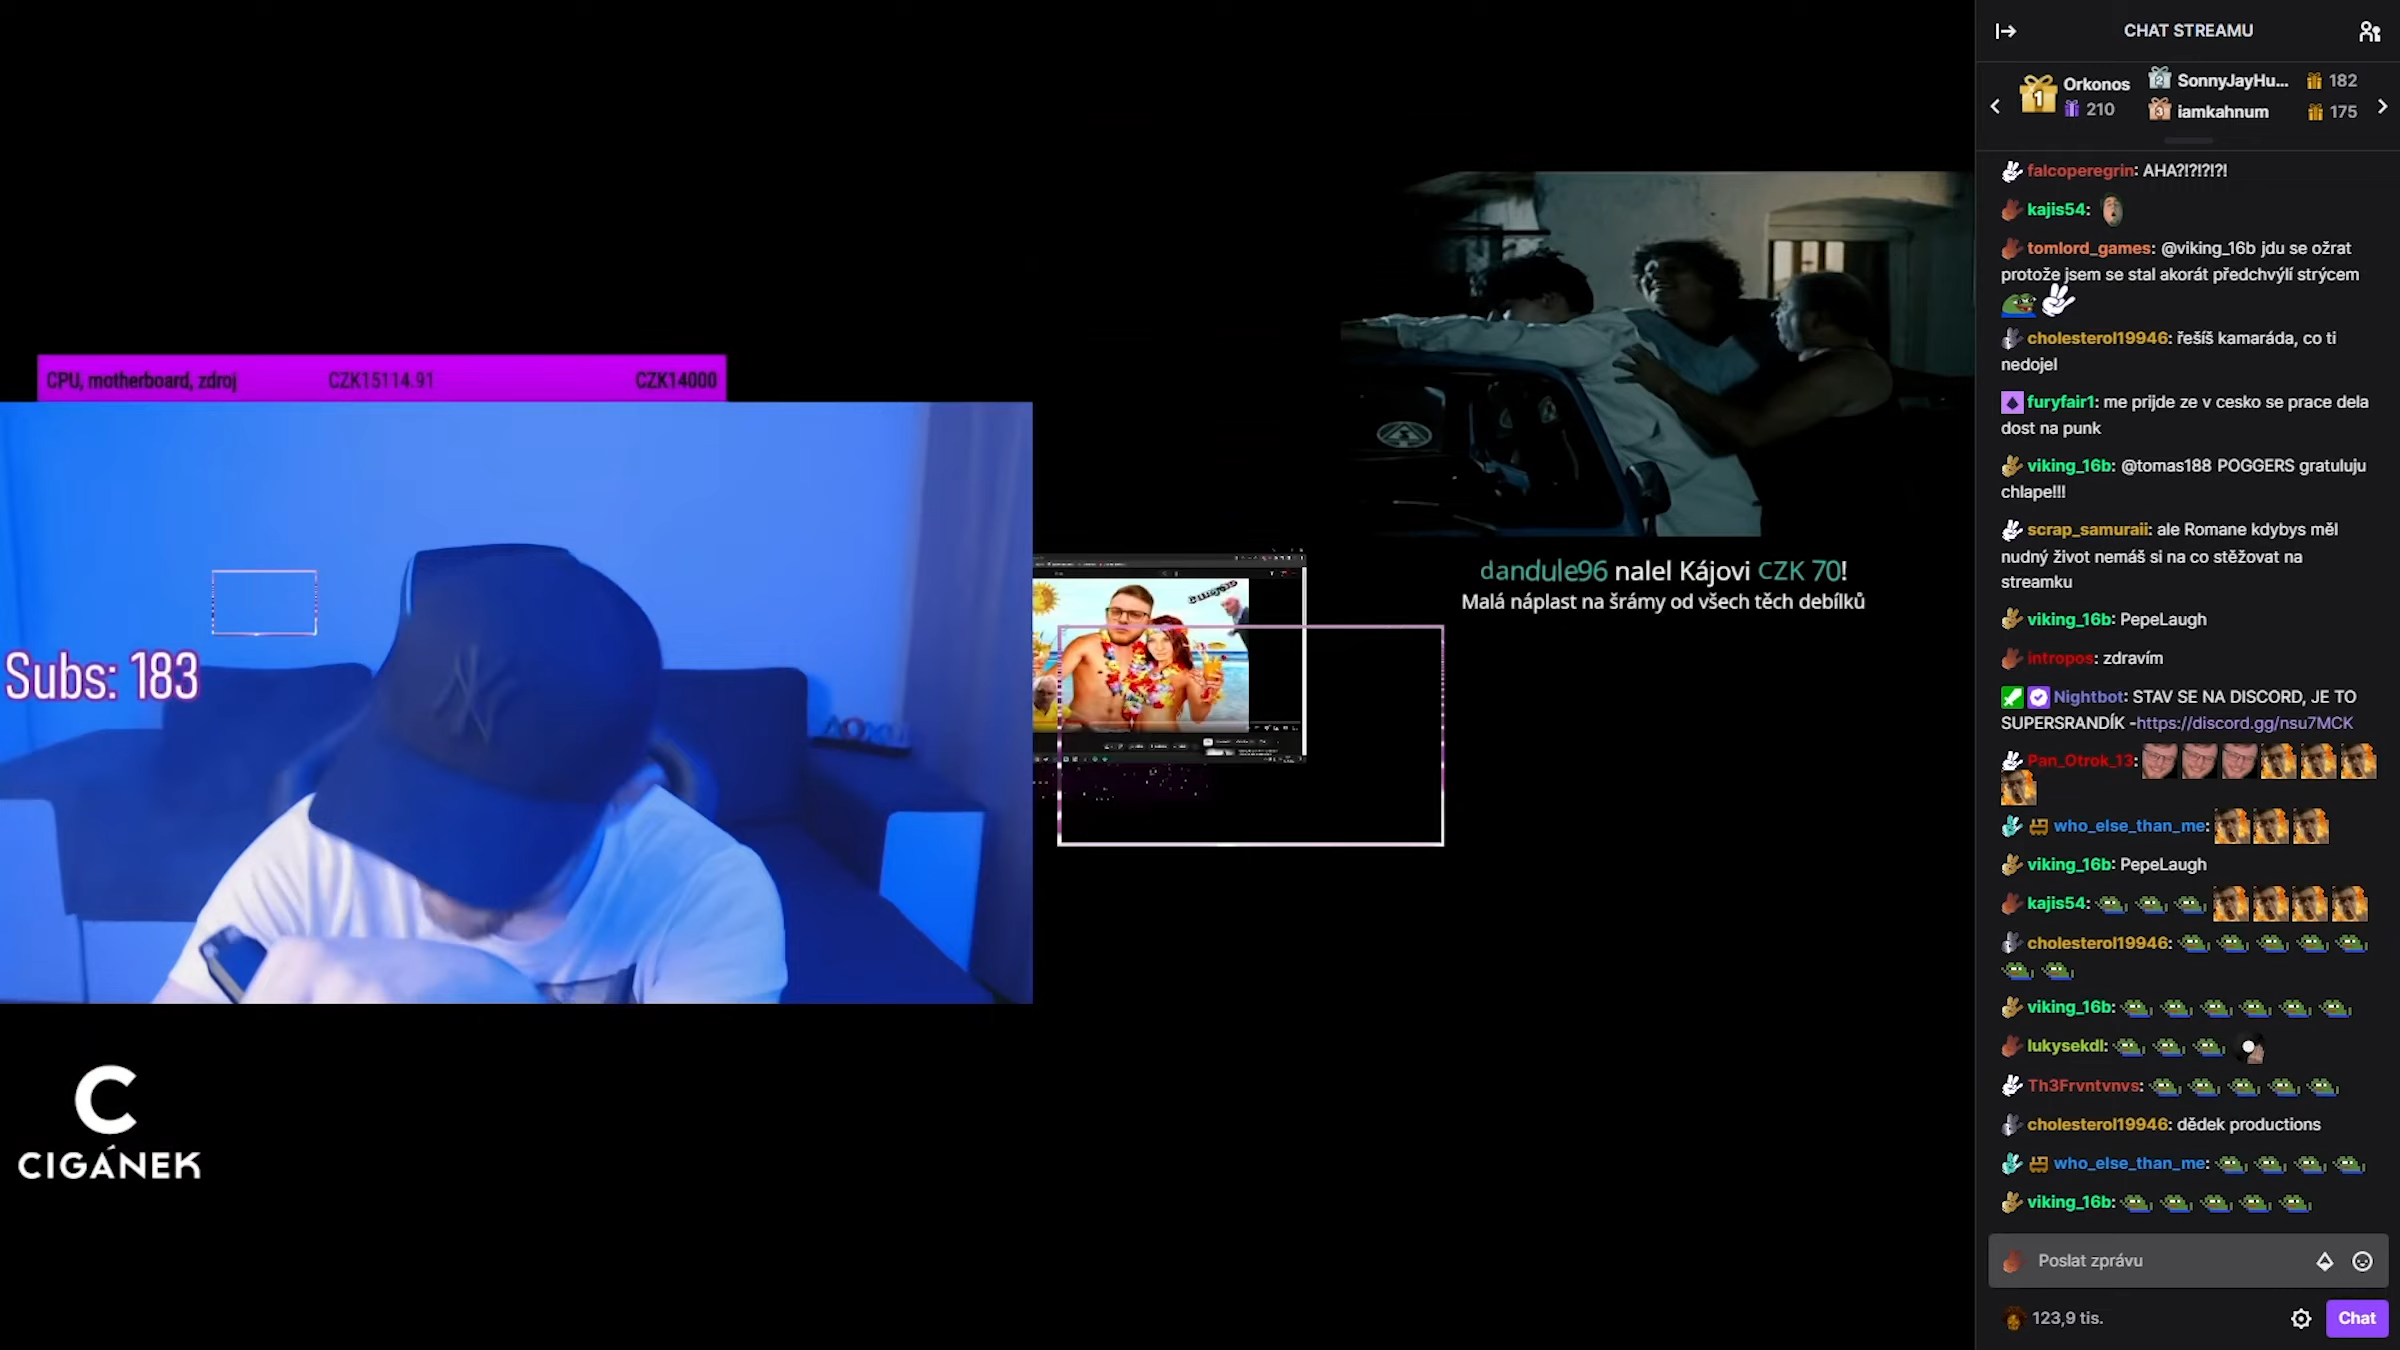 CPU, motherboard, zdroj CZK15114.91 CZK14000
Subs: 183
C
CIGÁNEK
dandule96 nalel Kájovi CZK 70!
Malá náplast na šrámy od všech těch debílků
CHAT STREAMU
1 Orkonos 210
2 SonnyJayHu... 182
3 iamkahnum 175
falcoperegrin: AHA?!?!?!?!
kajis54:
tomlord_games: @viking_16b jdu se ožrat
protože jsem se stal akorát předchvýlí strýcem
cholesterol19946: řešíš kamaráda, co ti
nedojel
furyfair1: me prijde ze v cesko se prace dela
dost na punk
viking_16b: @tomas188 POGGERS gratuluju
chlape!!!
scrap_samuraii: ale Romane kdybys měl
nudný život nemáš si na co stěžovat na
streamku
viking_16b: PepeLaugh
intropos: zdravím
Nightbot: STAV SE NA DISCORD, JE TO
SUPERSRANDÍK -https://discord.gg/nsu7MCK
Pan_Otrok_13:
who_else_than_me:
viking_16b: PepeLaugh
kajis54:
cholesterol19946:
viking_16b:
lukysekdl:
Th3Frvntvnvs:
cholesterol19946: dědek productions
who_else_than_me:
viking_16b:
Poslat zprávu
123,9 tis.
Chat